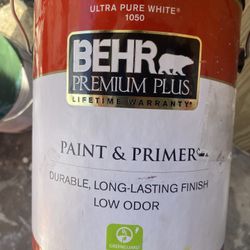 ULTRA PURE WHITE®
1050
BEHR
PREMIUM PLUS®
LIFETIME WARRANTY
PAINT & PRIMER
DURABLE, LONG-LASTING FINISH
LOW ODOR